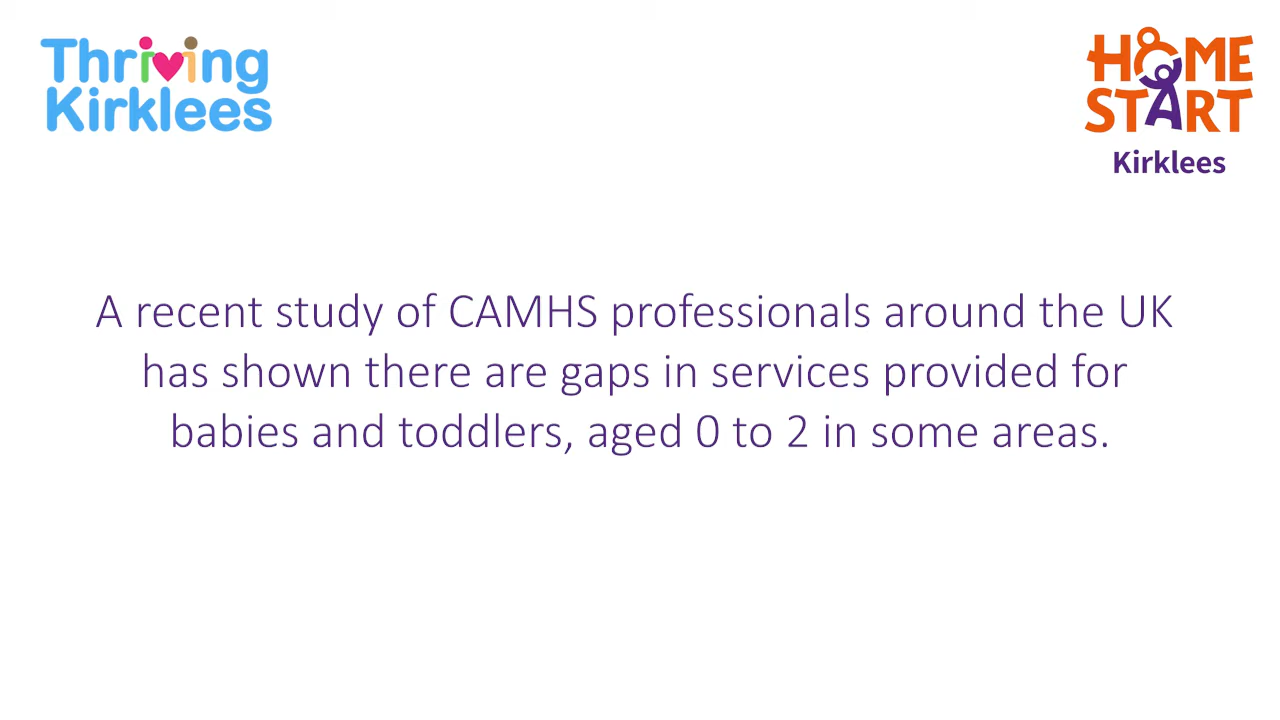 Thriving
Kirklees
HOME
START
Kirklees
A recent study of CAMHS professionals around the UK
has shown there are gaps in services provided for
babies and toddlers, aged 0 to 2 in some areas.